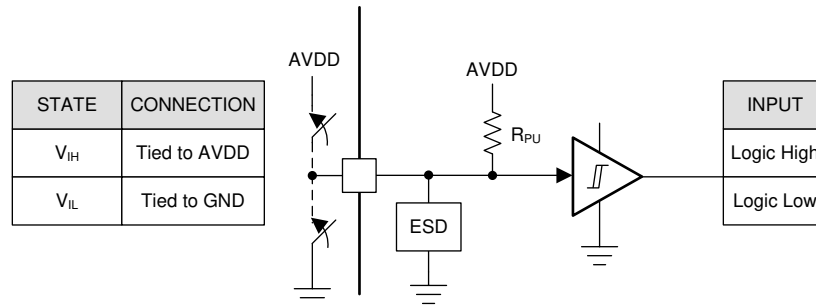 STATE CONNECTION
V_IH Tied to AVDD
V_IL Tied to GND
AVDD
AVDD
R_PU
ESD
INPUT
Logic High
Logic Low